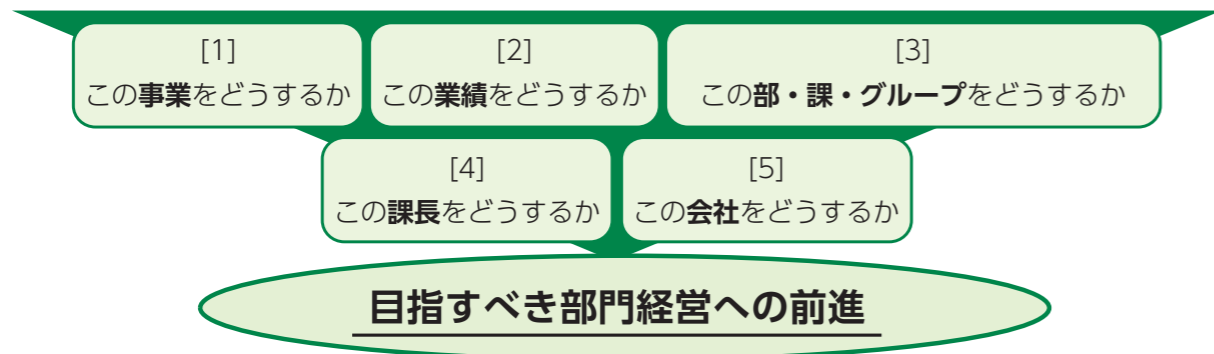 [1]
この事業をどうするか
[2]
この業績をどうするか
[3]
この部・課・グループをどうするか
[4]
この課長をどうするか
[5]
この会社をどうするか
目指すべき部門経営への前進